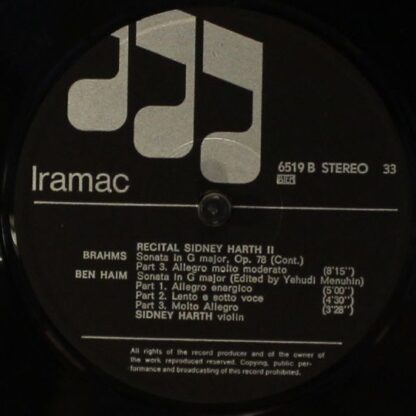 Iramac
6519 B STEREO 33
RECITAL SIDNEY HARTH II
BRAHMS Sonata in G major, Op. 78 (Cont.)
Part 3. Allegro molto moderato (8'15'')
BEN HAIM Sonata in G major (Edited by Yehudi Menuhin)
Part 1. Allegro energico (5'00'')
Part 2. Lento e sotto voce (4'30'')
Part 3. Molto Allegro (3'28'')
SIDNEY HARTH violin
All rights of the record producer and of the owner of
the work reproduced reserved. Copying, public per-
formance and broadcasting of this record prohibited.